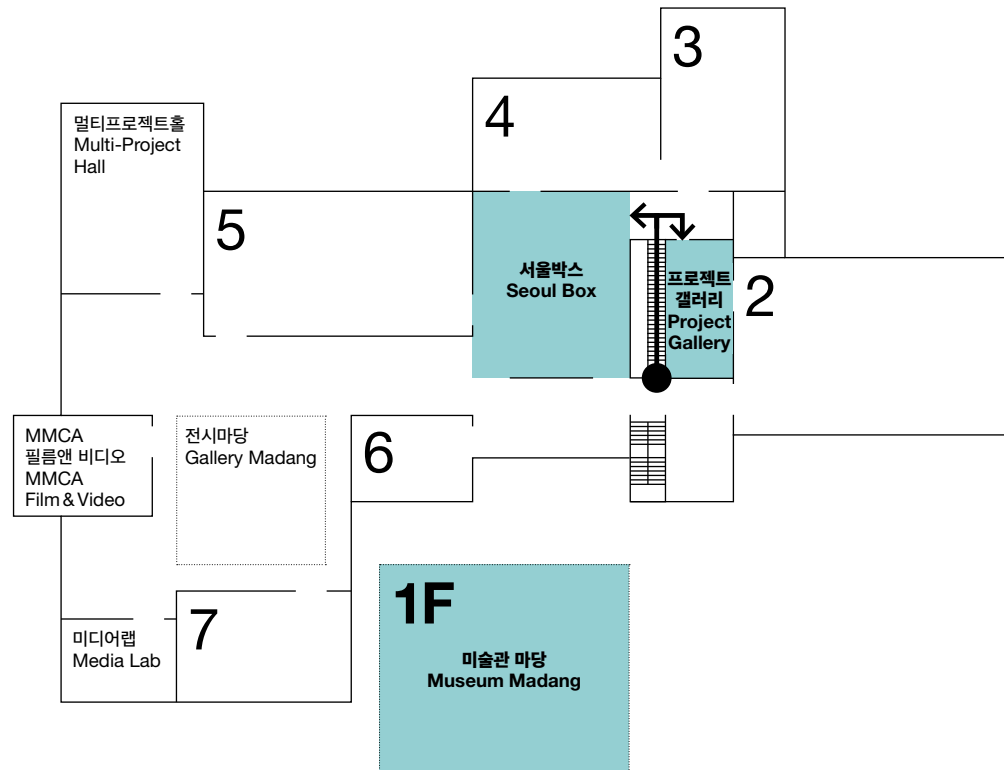 3
4
멀티프로젝트홀
Multi-Project
Hall
5
서울박스
Seoul Box
프로젝트
갤러리
Project
Gallery
2
MMCA
필름앤 비디오
MMCA
Film & Video
전시마당
Gallery Madang
6
1F
미술관 마당
Museum Madang
7
미디어랩
Media Lab